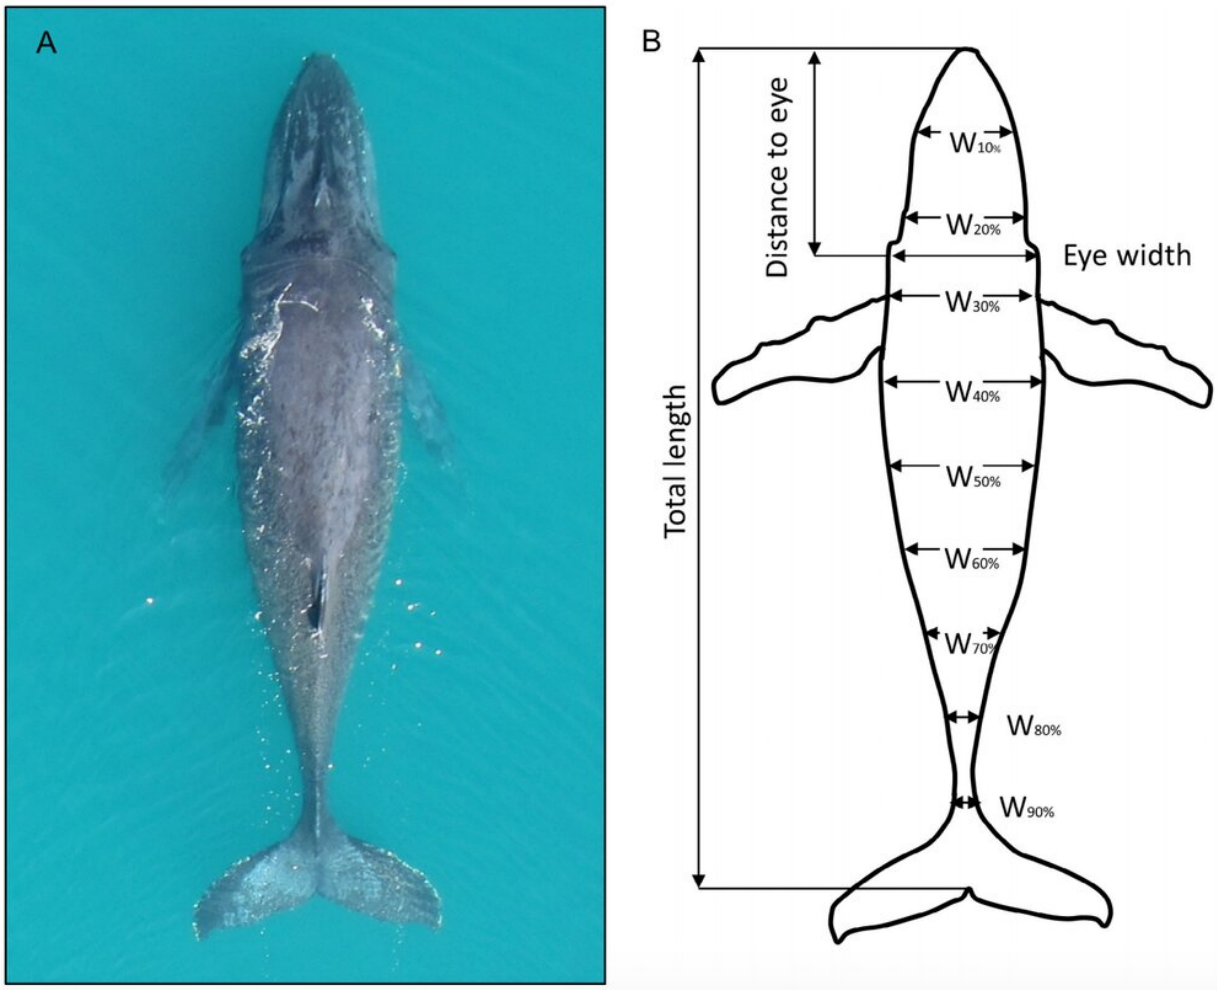 A
B
Distance to eye
Total length
W10%
W20%
Eye width
W30%
W40%
W50%
W60%
W70%
W80%
W90%